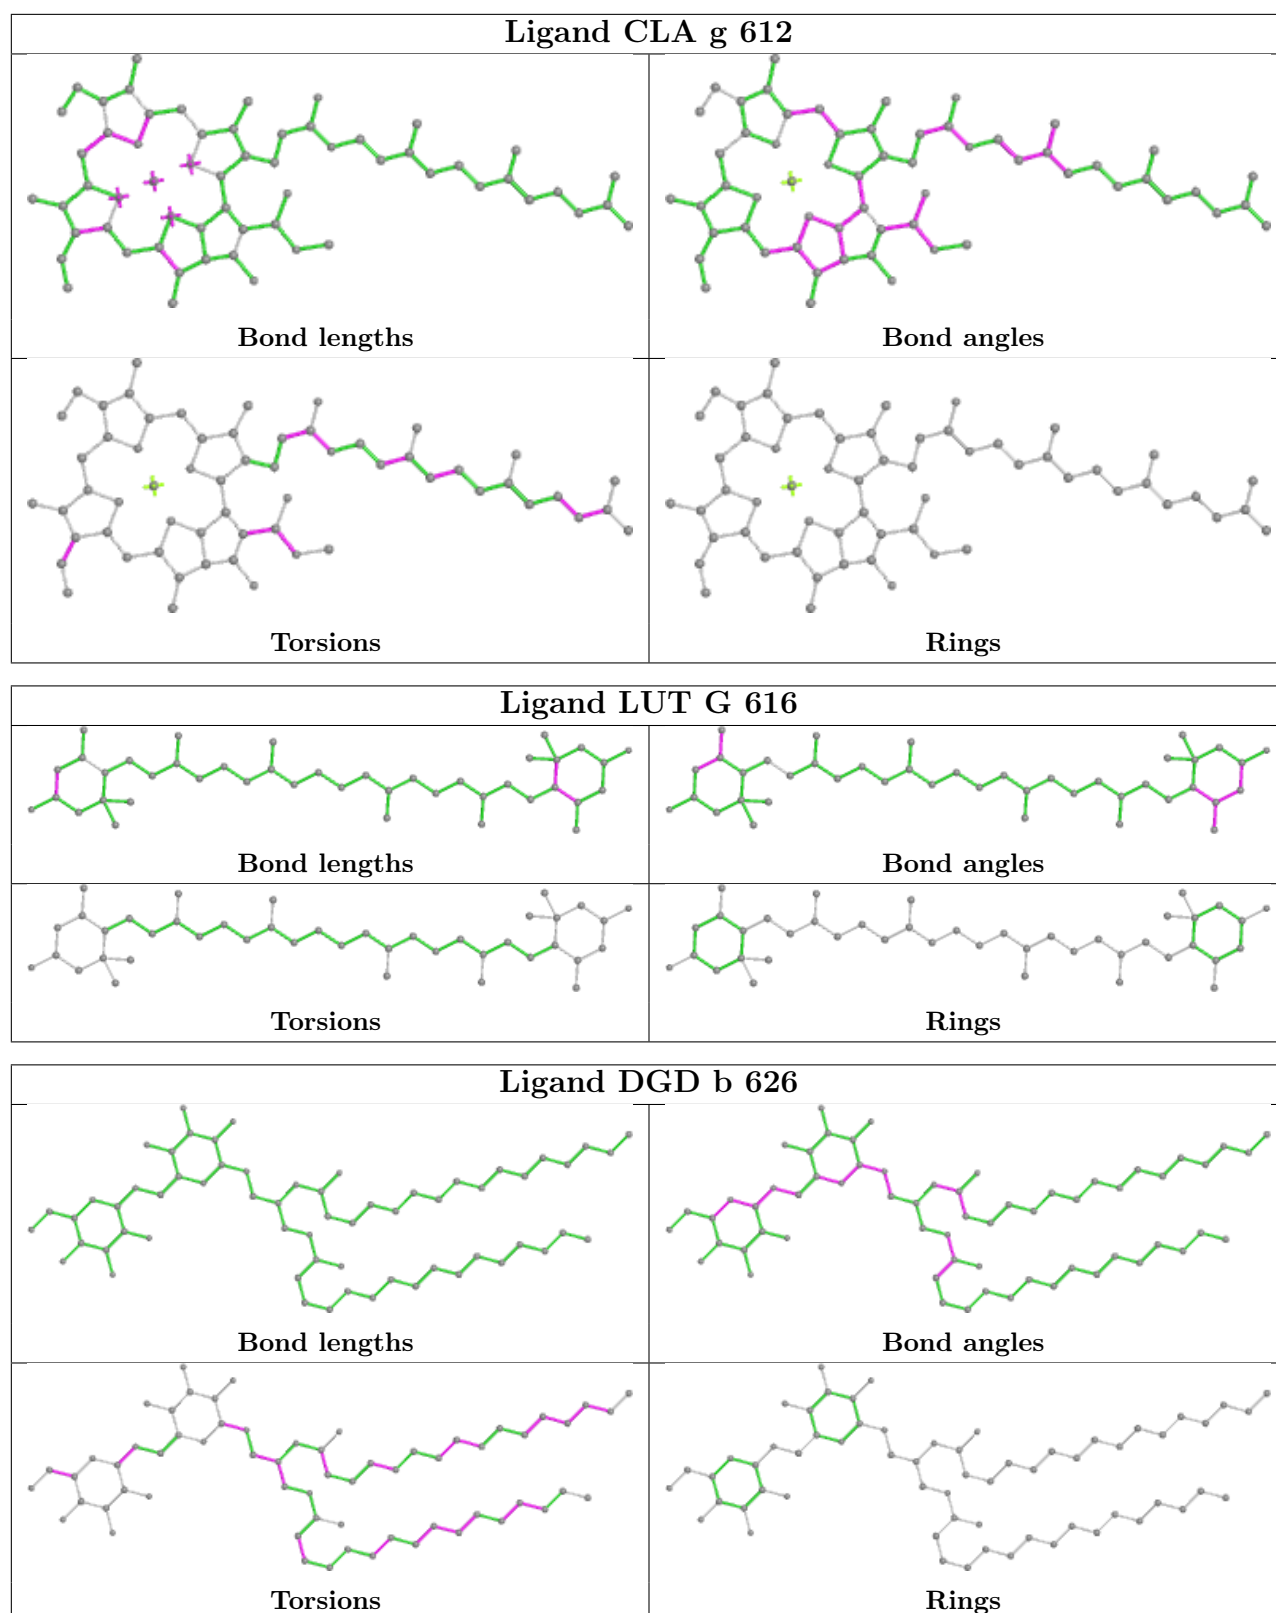 Ligand CLA g 612
Bond lengths
Bond angles
Torsions
Rings
Ligand LUT G 616
Bond lengths
Bond angles
Torsions
Rings
Ligand DGD b 626
Bond lengths
Bond angles
Torsions
Rings